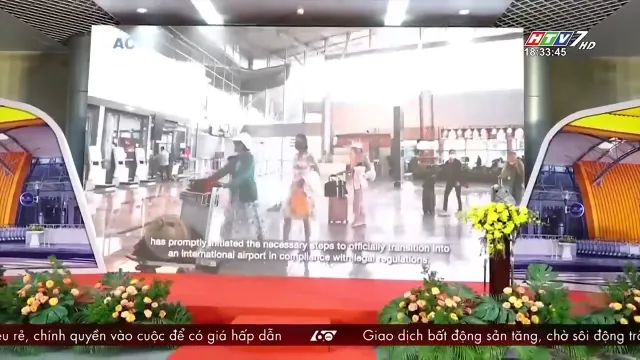 AC
HTV7 HD
18:33:45
has promptly initiated the necessary steps to officially transition into
an international airport in compliance with legal regulations.
rẻ, chính quyền vào cuộc để có giá hấp dẫn
60
Giao dịch bất động sản tăng, chờ sôi động